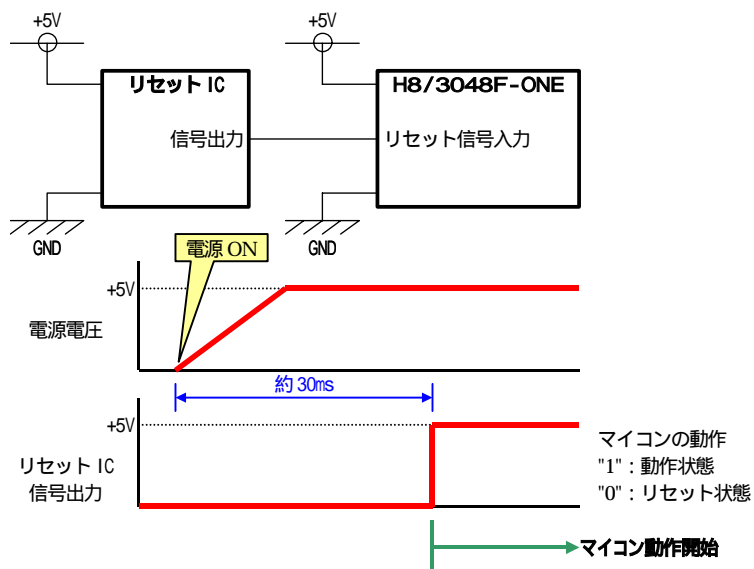 +5V
+5V
リセット IC
H8/3048F-ONE
信号出力
リセット信号入力
GND
GND
電源 ON
+5V
電源電圧
約 30ms
+5V
リセット IC
信号出力
マイコンの動作
"1"：動作状態
"0"：リセット状態
マイコン動作開始